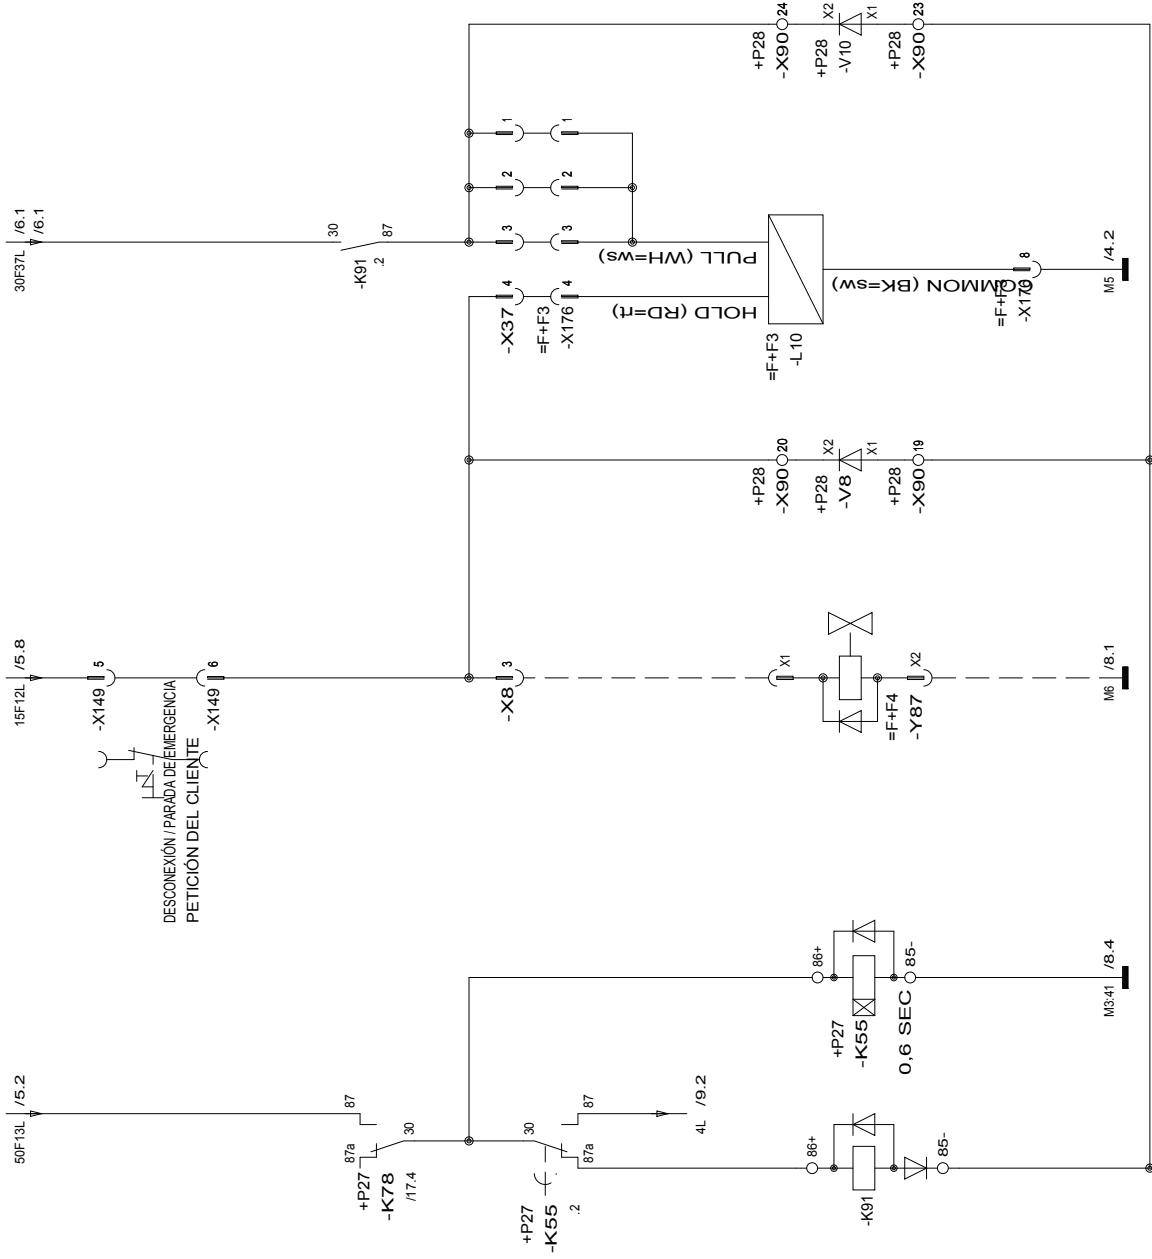 50F13L /5.2
15F12L /5.8
30F37L /6.1
/6.1
-X149 5
DESCONEXIÓN / PARADA DE EMERGENCIA
PETICIÓN DEL CLIENTE
-X149 6
30
-K91
.2
87
87a
87
+P27
-K78
/17.4
30
+P27
-K55
.2
30
87a
87
4L /9.2
-X8 3
-X37 4
3
2
1
=F+F3
-X176 4
3
2
1
HOLD (RD=rt)
PULL (WH=ws)
=F+F3
-L10
COMMON (BK=sw)
=F+F3
-X176 8
M5 /4.2
+P28
-X90 24
+P28
-V10
X2
X1
+P28
-X90 23
+P28
-X90 20
+P28
-V8
X2
X1
+P28
-X90 19
X1
=F+F4
-Y87
X2
M6 /8.1
86+
+P27
-K55
0,6 SEC
85-
M3:41 /8.4
86+
-K91
85-